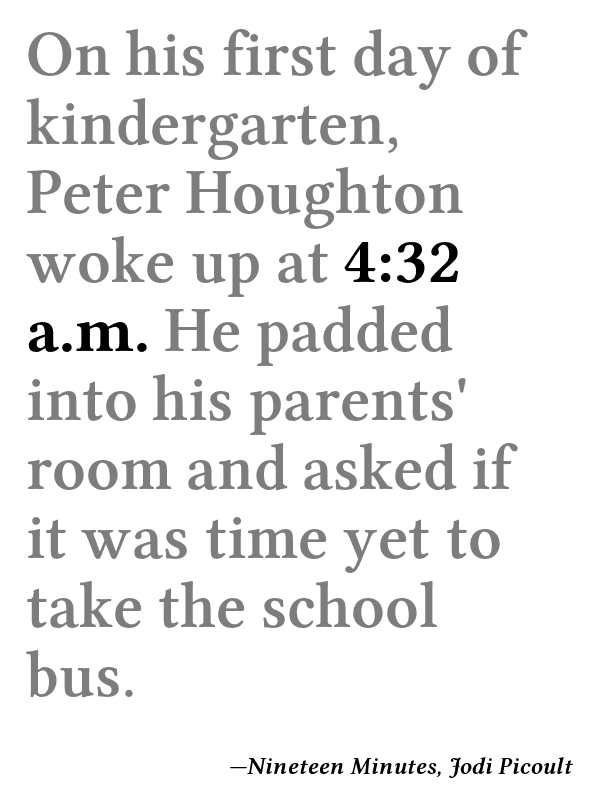 On his first day of
kindergarten,
Peter Houghton
woke up at 4:32
a.m. He padded
into his parents'
room and asked if
it was time yet to
take the school
bus.
—Nineteen Minutes, Jodi Picoult